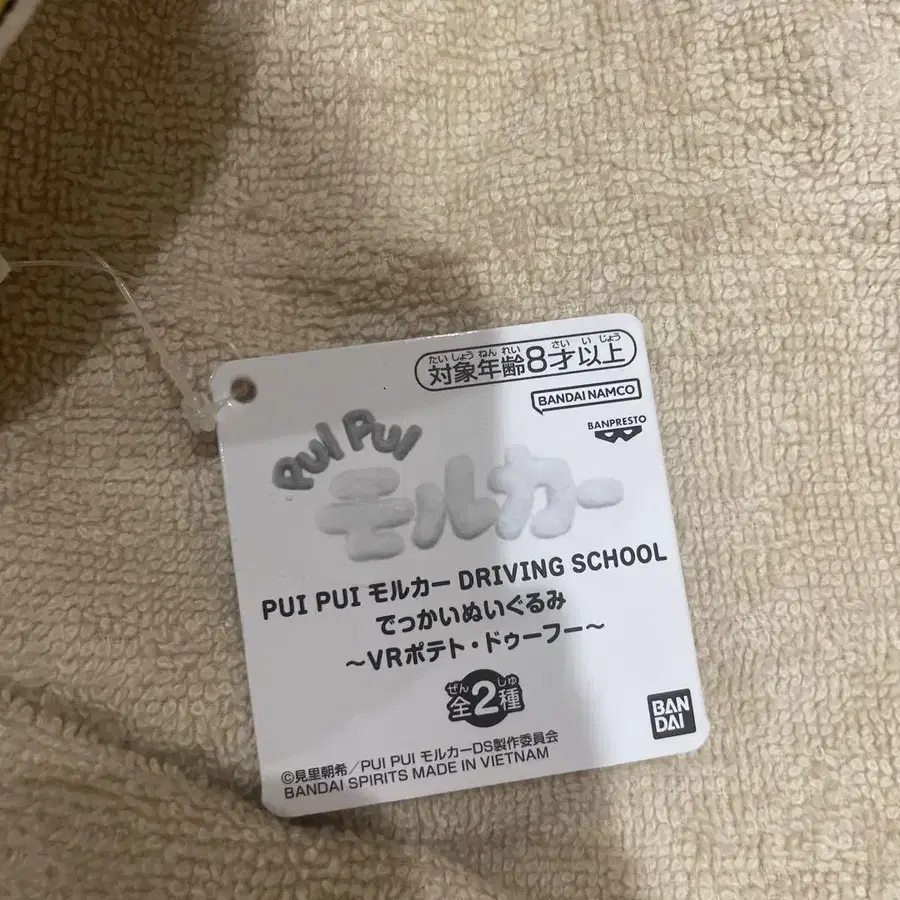 たいしょうねんれい さいいじょう
対象年齢8才以上
BANDAI NAMCO
BANPRESTO
PUI PUI
モルカー
PUI PUI モルカー DRIVING SCHOOL
でっかいぬいぐるみ
~VRポテト・ドゥーフー~
ぜん しゅ
全2種
BAN
DAI
©見里朝希/PUI PUI モルカーDS製作委員会
BANDAI SPIRITS MADE IN VIETNAM